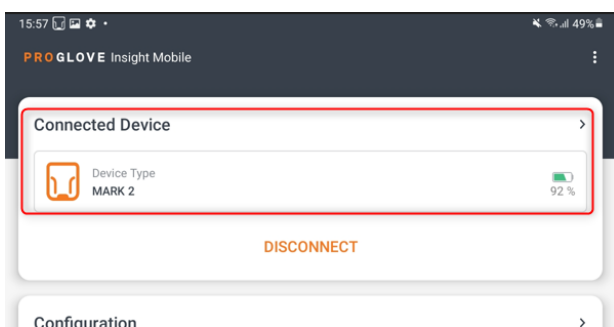 15:57
49%
PROGLOVE Insight Mobile
Connected Device
Device Type
MARK 2
92 %
DISCONNECT
Configuration